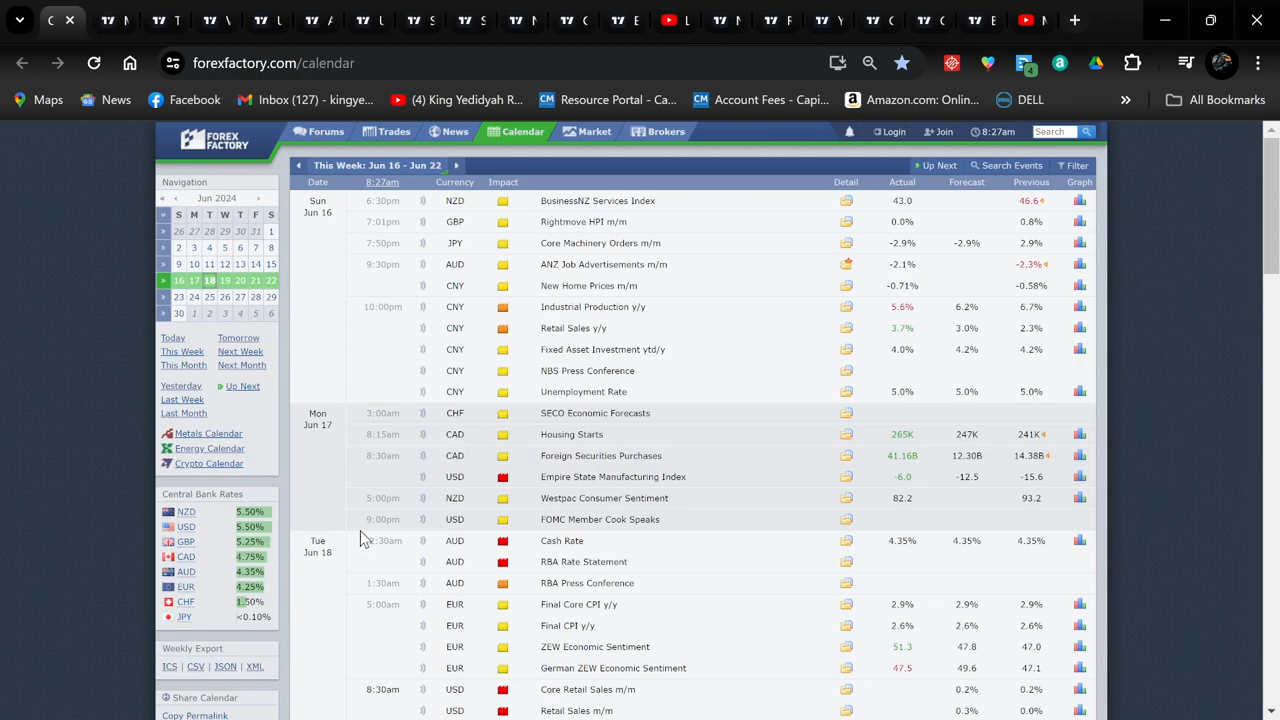 forexfactory.com/calendar
4
Maps
News
Facebook
Inbox (127) - kingye...
(4) King Yedidyah R...
Resource Portal - Ca...
Account Fees - Capi...
Amazon.com: Onlin...
DELL
All Bookmarks
FOREX
FACTORY
Forums
Trades
News
Calendar
Market
Brokers
Login
Join
8:27am
Search
This Week: Jun 16 - Jun 22
Up Next
Search Events
Filter
Navigation
Jun 2024
S M T W T F S
26 27 28 29 30 31 1
2 3 4 5 6 7 8
9 10 11 12 13 14 15
16 17 18 19 20 21 22
23 24 25 26 27 28 29
30 1 2 3 4 5 6
Today Tomorrow
This Week Next Week
This Month Next Month
Yesterday Up Next
Last Week
Last Month
Metals Calendar
Energy Calendar
Crypto Calendar
Central Bank Rates
NZD 5.50%
USD 5.50%
GBP 5.25%
CAD 4.75%
AUD 4.35%
EUR 4.25%
CHF 1.50%
JPY <0.10%
Weekly Export
ICS | CSV | JSON | XML
Share Calendar
Copy Permalink
Date 8:27am Currency Impact Detail Actual Forecast Previous Graph
Sun
Jun 16
6:30pm NZD BusinessNZ Services Index 43.0 46.6
7:01pm GBP Rightmove HPI m/m 0.0% 0.8%
7:50pm JPY Core Machinery Orders m/m -2.9% -2.9% 2.9%
9:30pm AUD ANZ Job Advertisements m/m -2.1% -2.3%
CNY New Home Prices m/m -0.71% -0.58%
10:00pm CNY Industrial Production y/y 5.6% 6.2% 6.7%
CNY Retail Sales y/y 3.7% 3.0% 2.3%
CNY Fixed Asset Investment ytd/y 4.0% 4.2% 4.2%
CNY NBS Press Conference
CNY Unemployment Rate 5.0% 5.0% 5.0%
Mon
Jun 17
3:00am CHF SECO Economic Forecasts
8:15am CAD Housing Starts 265K 247K 241K
8:30am CAD Foreign Securities Purchases 41.16B 12.30B 14.38B
USD Empire State Manufacturing Index -6.0 -12.5 -15.6
5:00pm NZD Westpac Consumer Sentiment 82.2 93.2
9:00pm USD FOMC Member Cook Speaks
Tue
Jun 18
2:30am AUD Cash Rate 4.35% 4.35% 4.35%
AUD RBA Rate Statement
1:30am AUD RBA Press Conference
5:00am EUR Final Core CPI y/y 2.9% 2.9% 2.9%
EUR Final CPI y/y 2.6% 2.6% 2.6%
EUR ZEW Economic Sentiment 51.3 47.8 47.0
EUR German ZEW Economic Sentiment 47.5 49.6 47.1
8:30am USD Core Retail Sales m/m 0.2% 0.2%
USD Retail Sales m/m 0.3% 0.0%